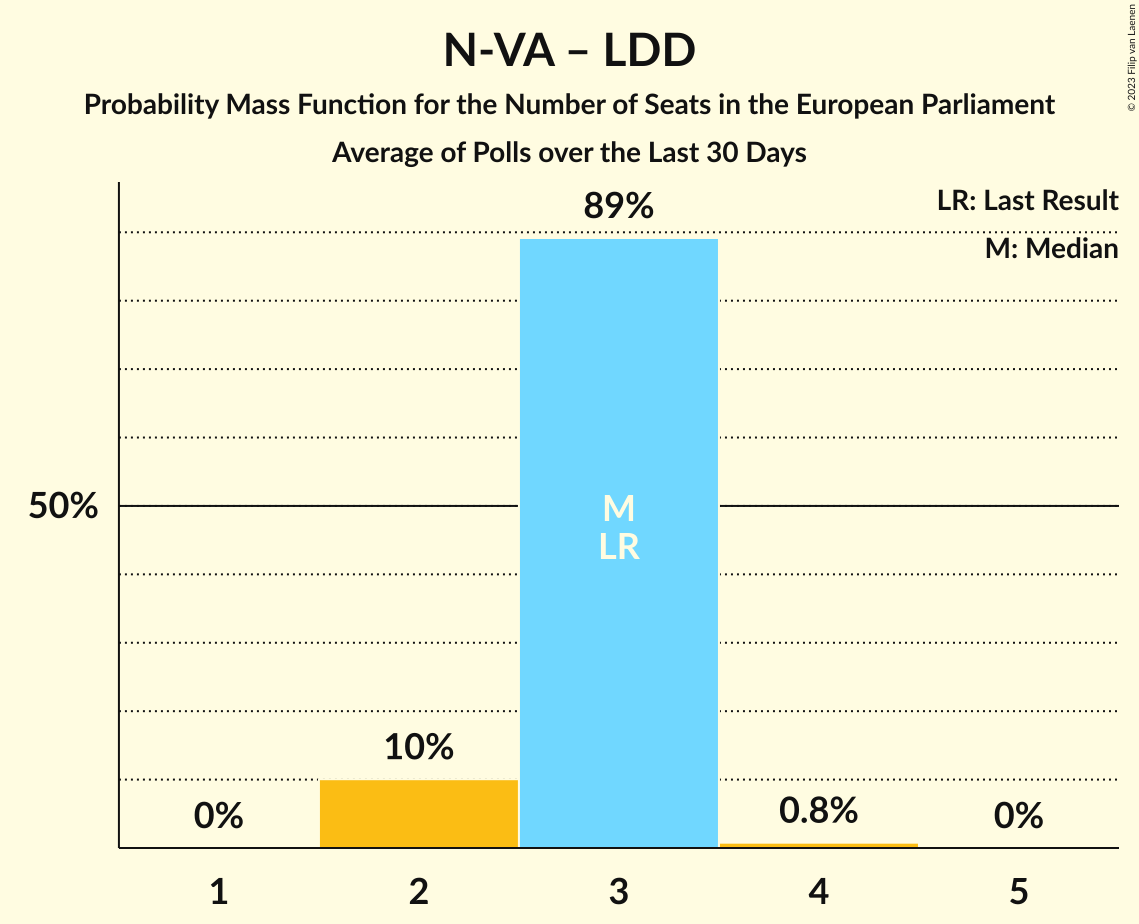 N-VA – LDD
Probability Mass Function for the Number of Seats in the European Parliament
Average of Polls over the Last 30 Days
© 2023 Filip van Laenen
LR: Last Result
M: Median
89%
50%
M
LR
10%
0%
0.8%
0%
1 2 3 4 5